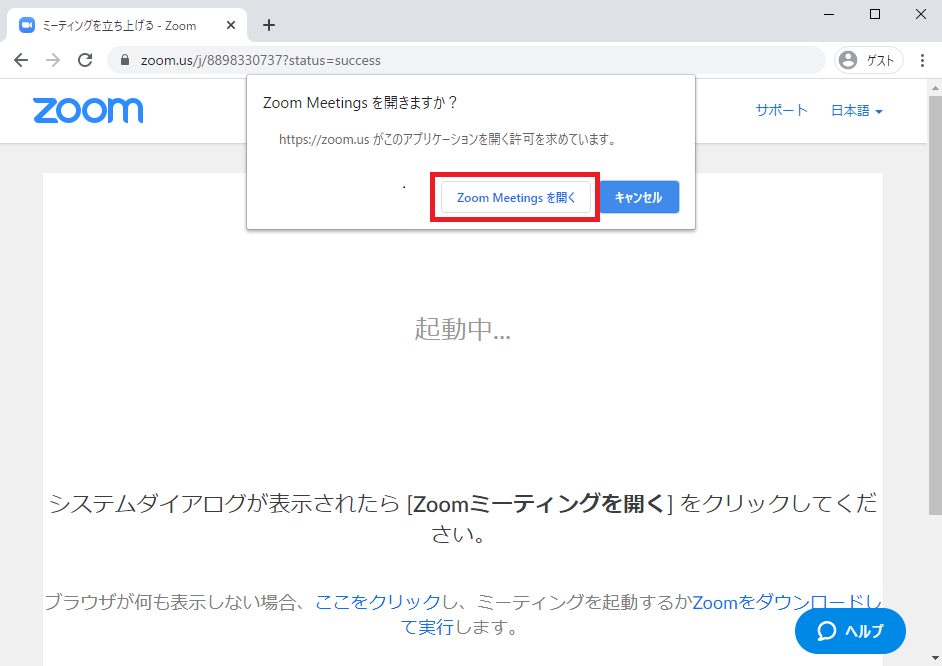 ミーティングを立ち上げる - Zoom
zoom.us/j/8898330737?status=success
ゲスト
zoom
サポート
日本語
Zoom Meetings を開きますか？
https://zoom.us がこのアプリケーションを開く許可を求めています。
Zoom Meetings を開く
キャンセル
起動中...
システムダイアログが表示されたら [Zoomミーティングを開く] をクリックしてくだ
さい。
ブラウザが何も表示しない場合、ここをクリックし、ミーティングを起動するかZoomをダウンロードし
て実行します。
ヘルプ